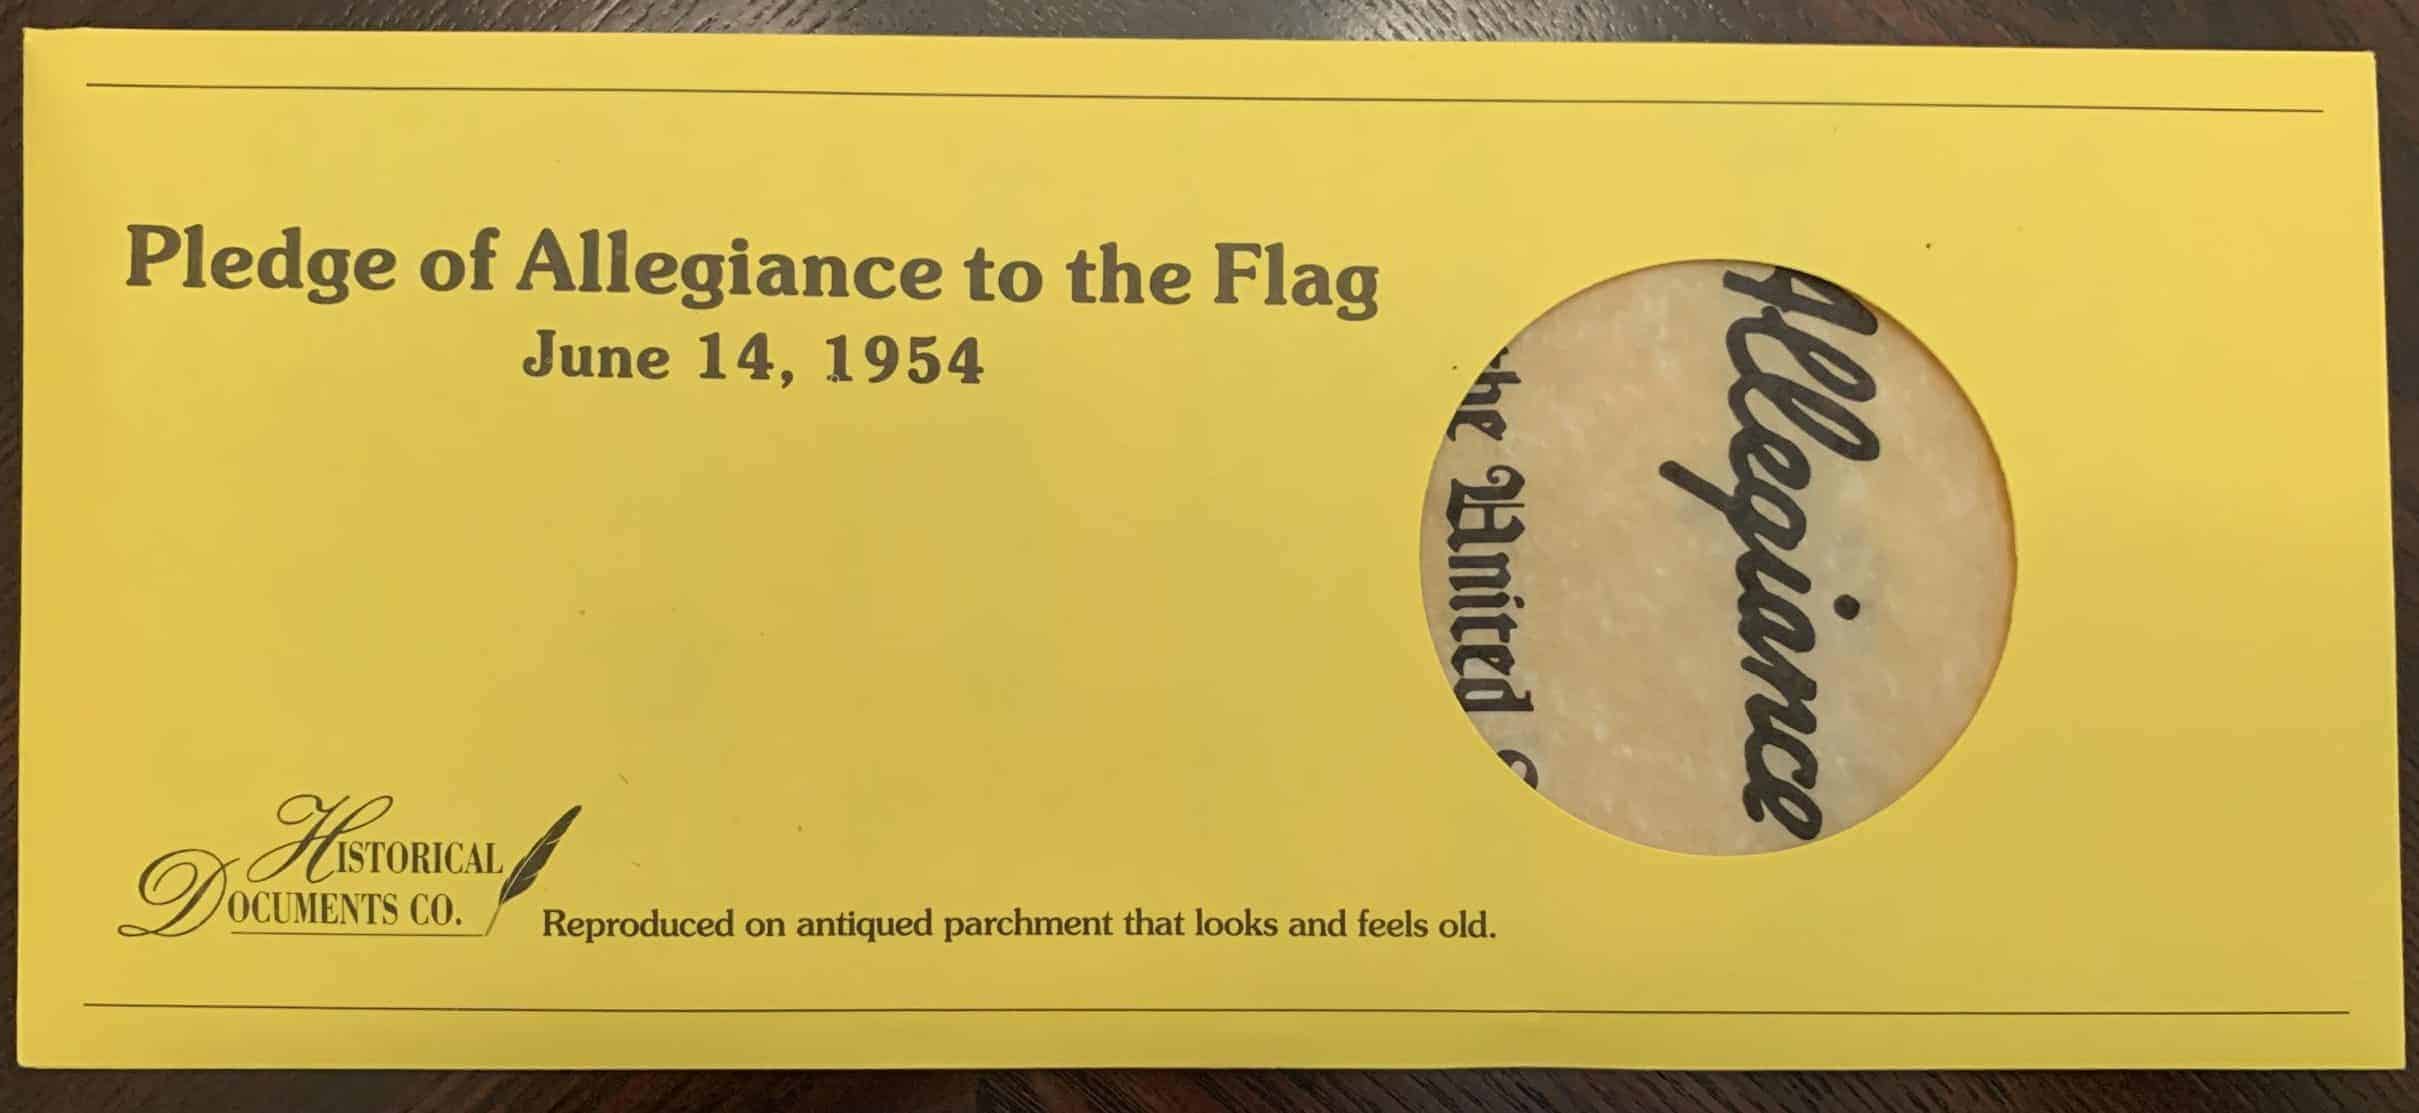 Pledge of Allegiance to the Flag
June 14, 1954
Allegiance
the United
HISTORICAL
DOCUMENTS CO.
Reproduced on antiqued parchment that looks and feels old.